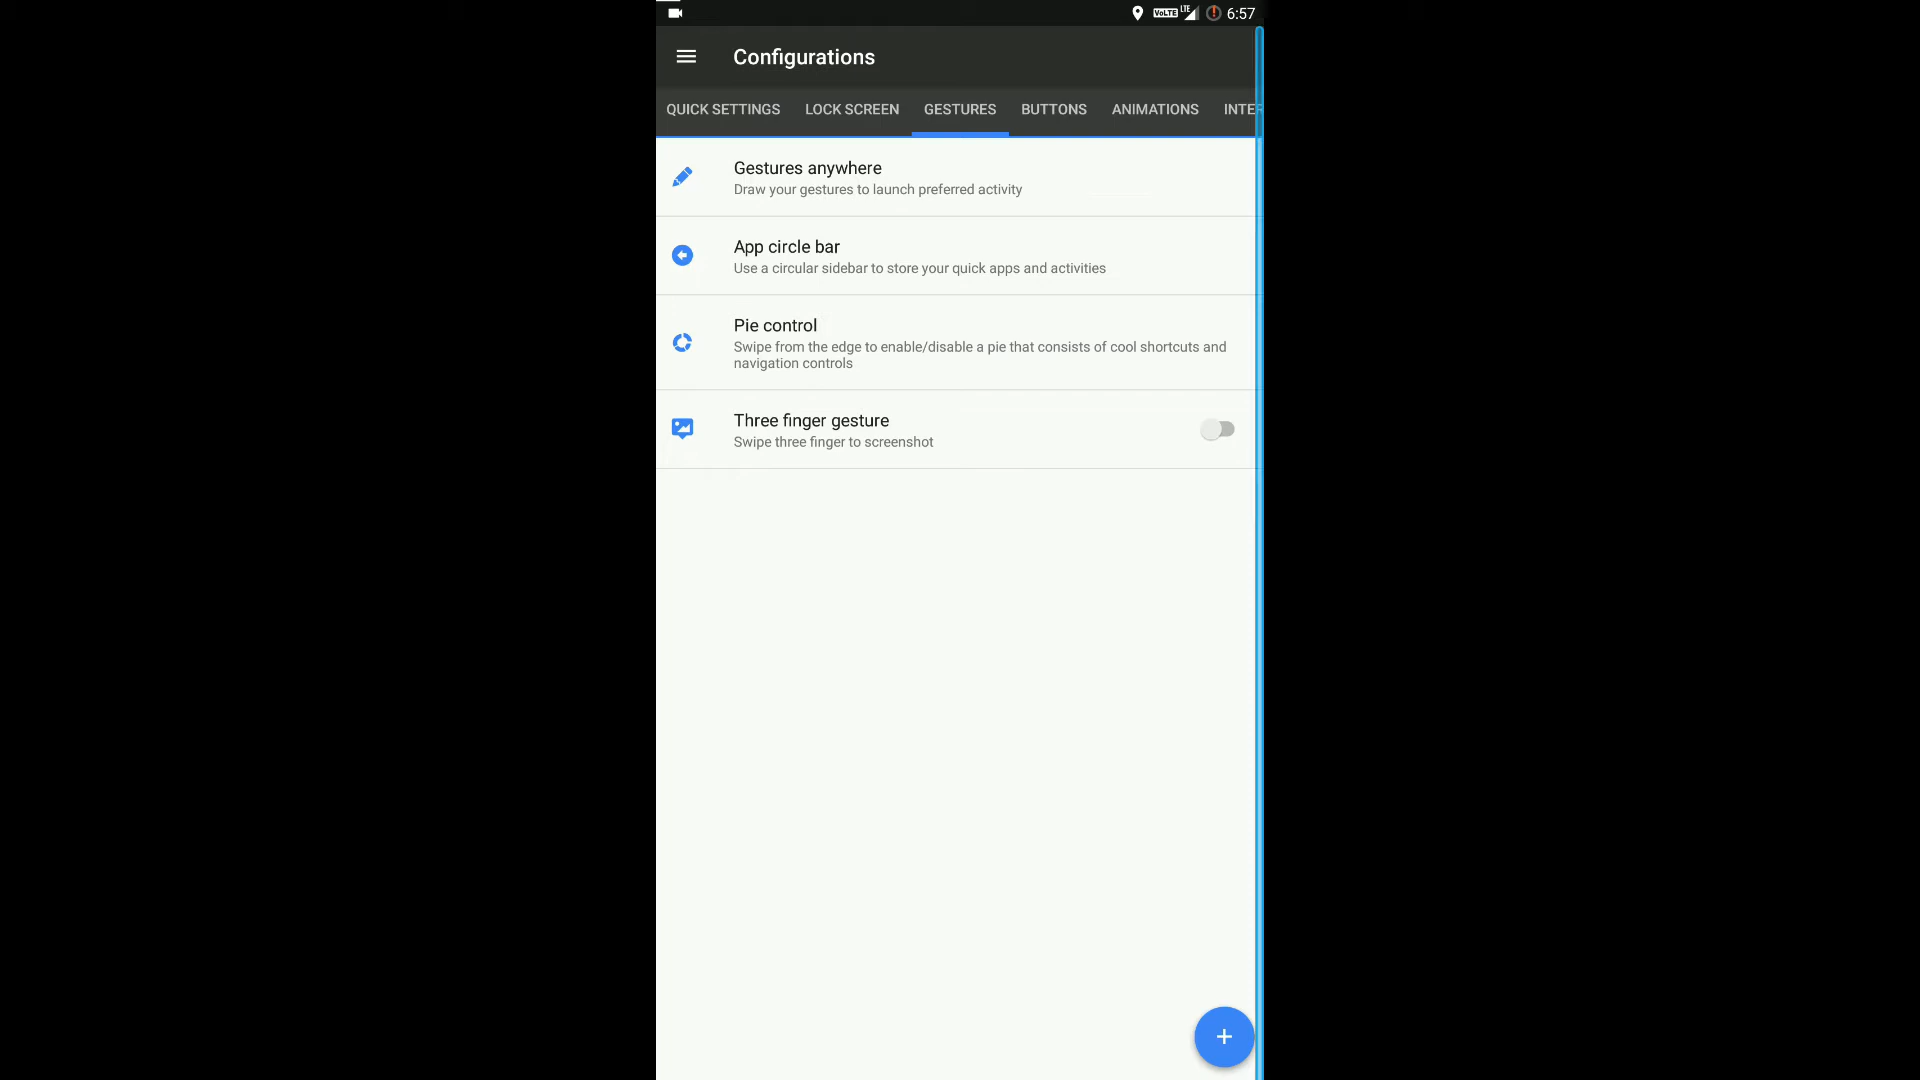 VoLTE LTE 6:57
Configurations
QUICK SETTINGS LOCK SCREEN GESTURES BUTTONS ANIMATIONS INTE
Gestures anywhere
Draw your gestures to launch preferred activity
App circle bar
Use a circular sidebar to store your quick apps and activities
Pie control
Swipe from the edge to enable/disable a pie that consists of cool shortcuts and
navigation controls
Three finger gesture
Swipe three finger to screenshot